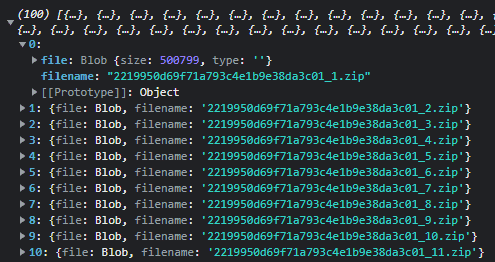 (100) [{…}, {…}, {…}, {…}, {…}, {…}, {…}, {…}, {…}, {…}, {…},
{…}, {…}, {…}, {…}, {…}, {…}, {…}, {…}, {…}, {…}, {…}, {…},
0:
file: Blob {size: 500799, type: ''}
filename: "2219950d69f71a793c4e1b9e38da3c01_1.zip"
[[Prototype]]: Object
1: {file: Blob, filename: '2219950d69f71a793c4e1b9e38da3c01_2.zip'}
2: {file: Blob, filename: '2219950d69f71a793c4e1b9e38da3c01_3.zip'}
3: {file: Blob, filename: '2219950d69f71a793c4e1b9e38da3c01_4.zip'}
4: {file: Blob, filename: '2219950d69f71a793c4e1b9e38da3c01_5.zip'}
5: {file: Blob, filename: '2219950d69f71a793c4e1b9e38da3c01_6.zip'}
6: {file: Blob, filename: '2219950d69f71a793c4e1b9e38da3c01_7.zip'}
7: {file: Blob, filename: '2219950d69f71a793c4e1b9e38da3c01_8.zip'}
8: {file: Blob, filename: '2219950d69f71a793c4e1b9e38da3c01_9.zip'}
9: {file: Blob, filename: '2219950d69f71a793c4e1b9e38da3c01_10.zip'}
10: {file: Blob, filename: '2219950d69f71a793c4e1b9e38da3c01_11.zip'}